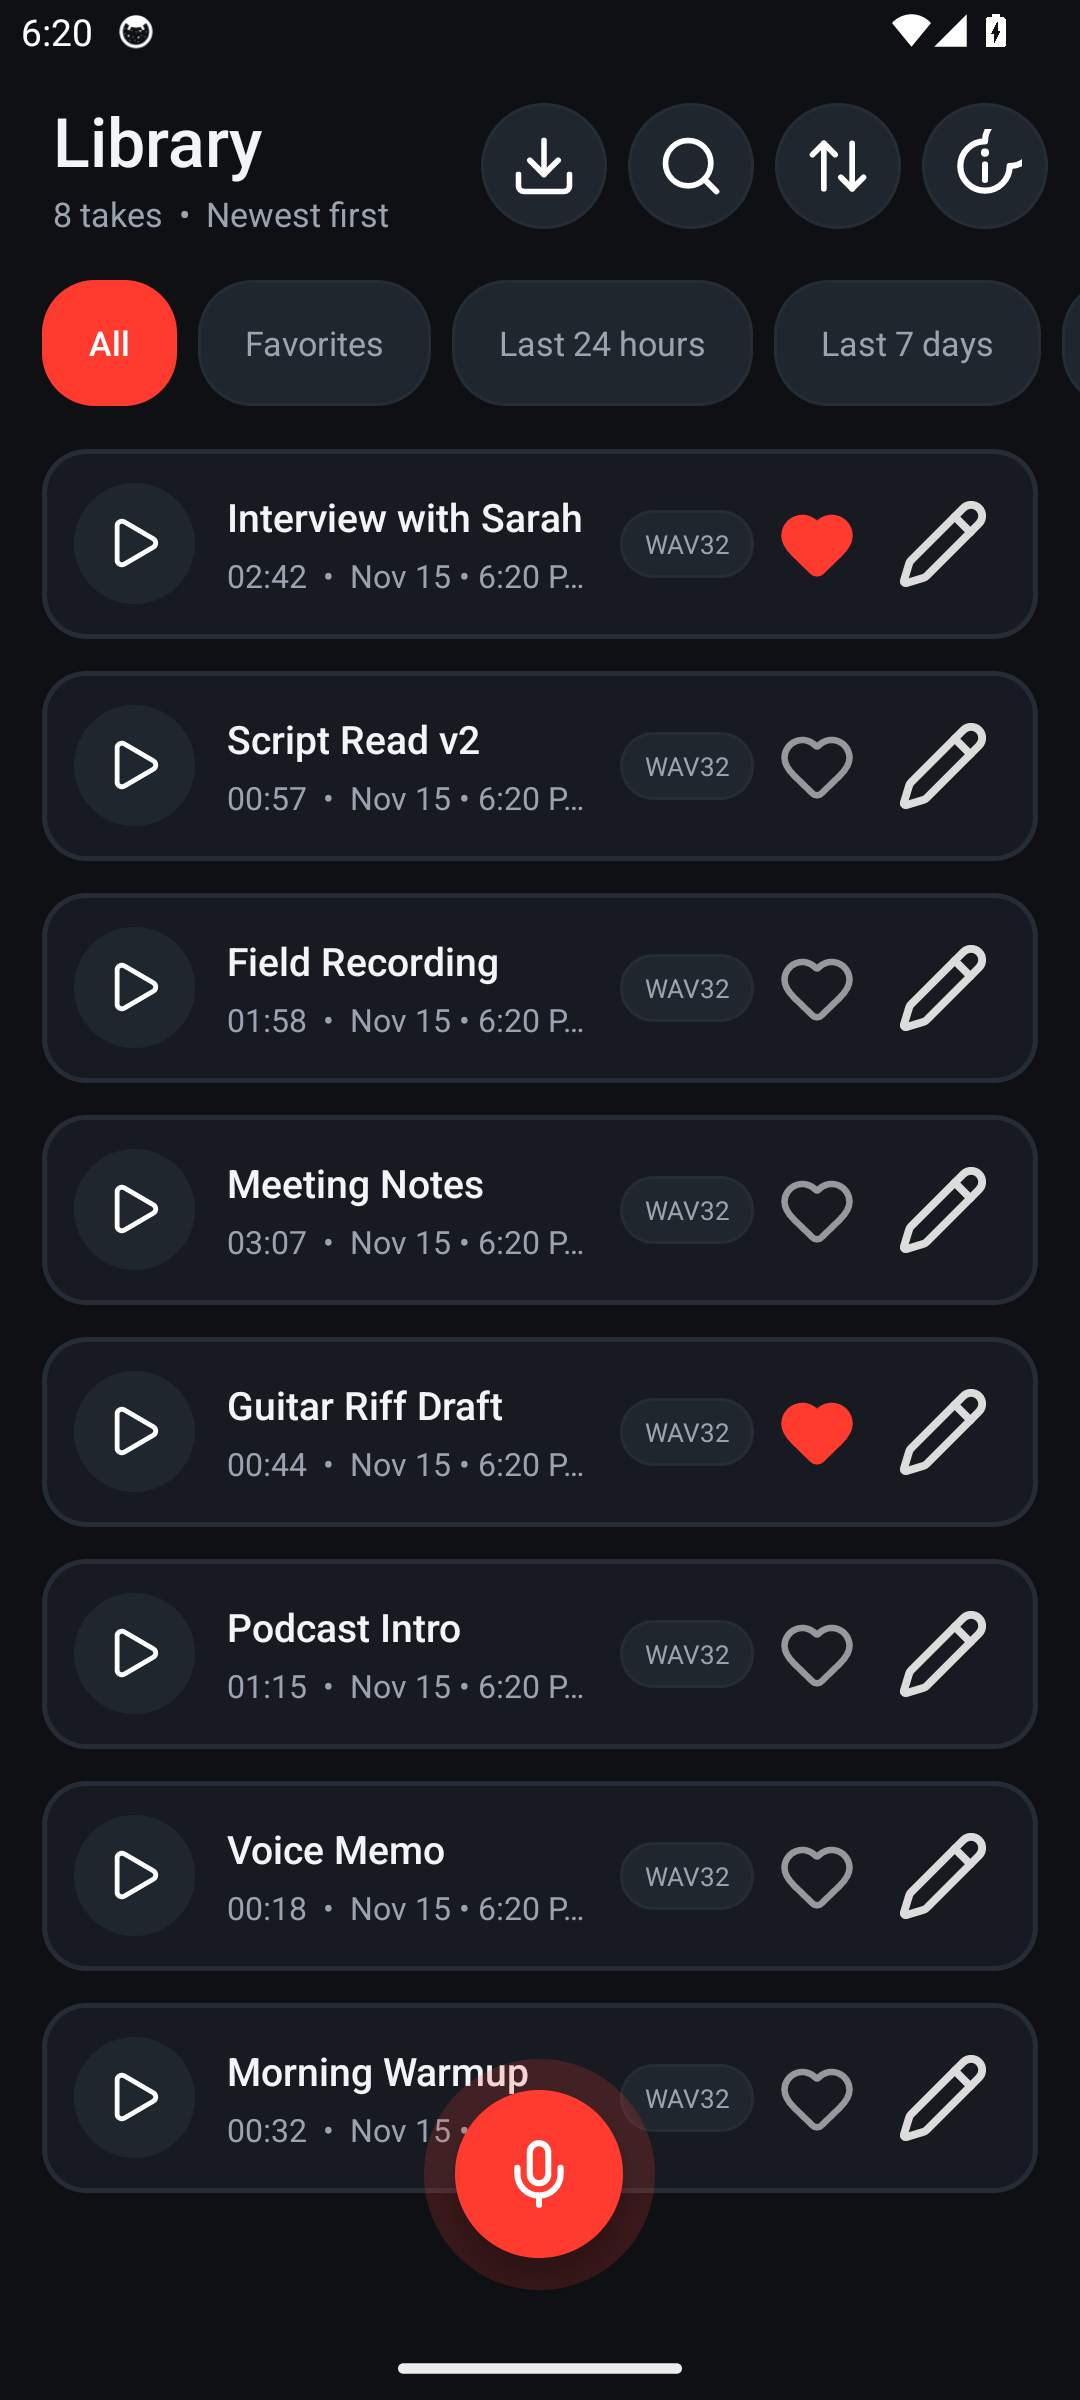 6:20
Library
8 takes • Newest first
All
Favorites
Last 24 hours
Last 7 days
Interview with Sarah
02:42 • Nov 15 • 6:20 P...
WAV32
Script Read v2
00:57 • Nov 15 • 6:20 P...
WAV32
Field Recording
01:58 • Nov 15 • 6:20 P...
WAV32
Meeting Notes
03:07 • Nov 15 • 6:20 P...
WAV32
Guitar Riff Draft
00:44 • Nov 15 • 6:20 P...
WAV32
Podcast Intro
01:15 • Nov 15 • 6:20 P...
WAV32
Voice Memo
00:18 • Nov 15 • 6:20 P...
WAV32
Morning Warmup
00:32 • Nov 15 •
WAV32